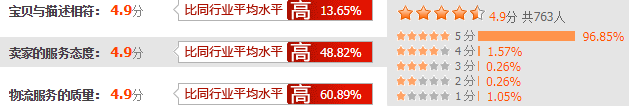 宝贝与描述相符：4.9分 比同行业平均水平 高 13.65%
卖家的服务态度：4.9分 比同行业平均水平 高 48.82%
物流服务的质量：4.9分 比同行业平均水平 高 60.89%
4.9分 共763人
5分 96.85%
4分 1.57%
3分 0.26%
2分 0.26%
1分 1.05%